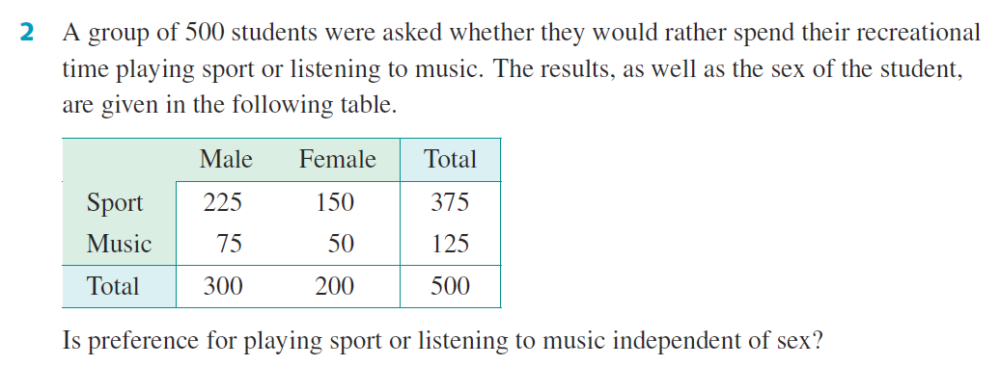 2 A group of 500 students were asked whether they would rather spend their recreational
time playing sport or listening to music. The results, as well as the sex of the student,
are given in the following table.
Male Female Total
Sport 225 150 375
Music 75 50 125
Total 300 200 500
Is preference for playing sport or listening to music independent of sex?